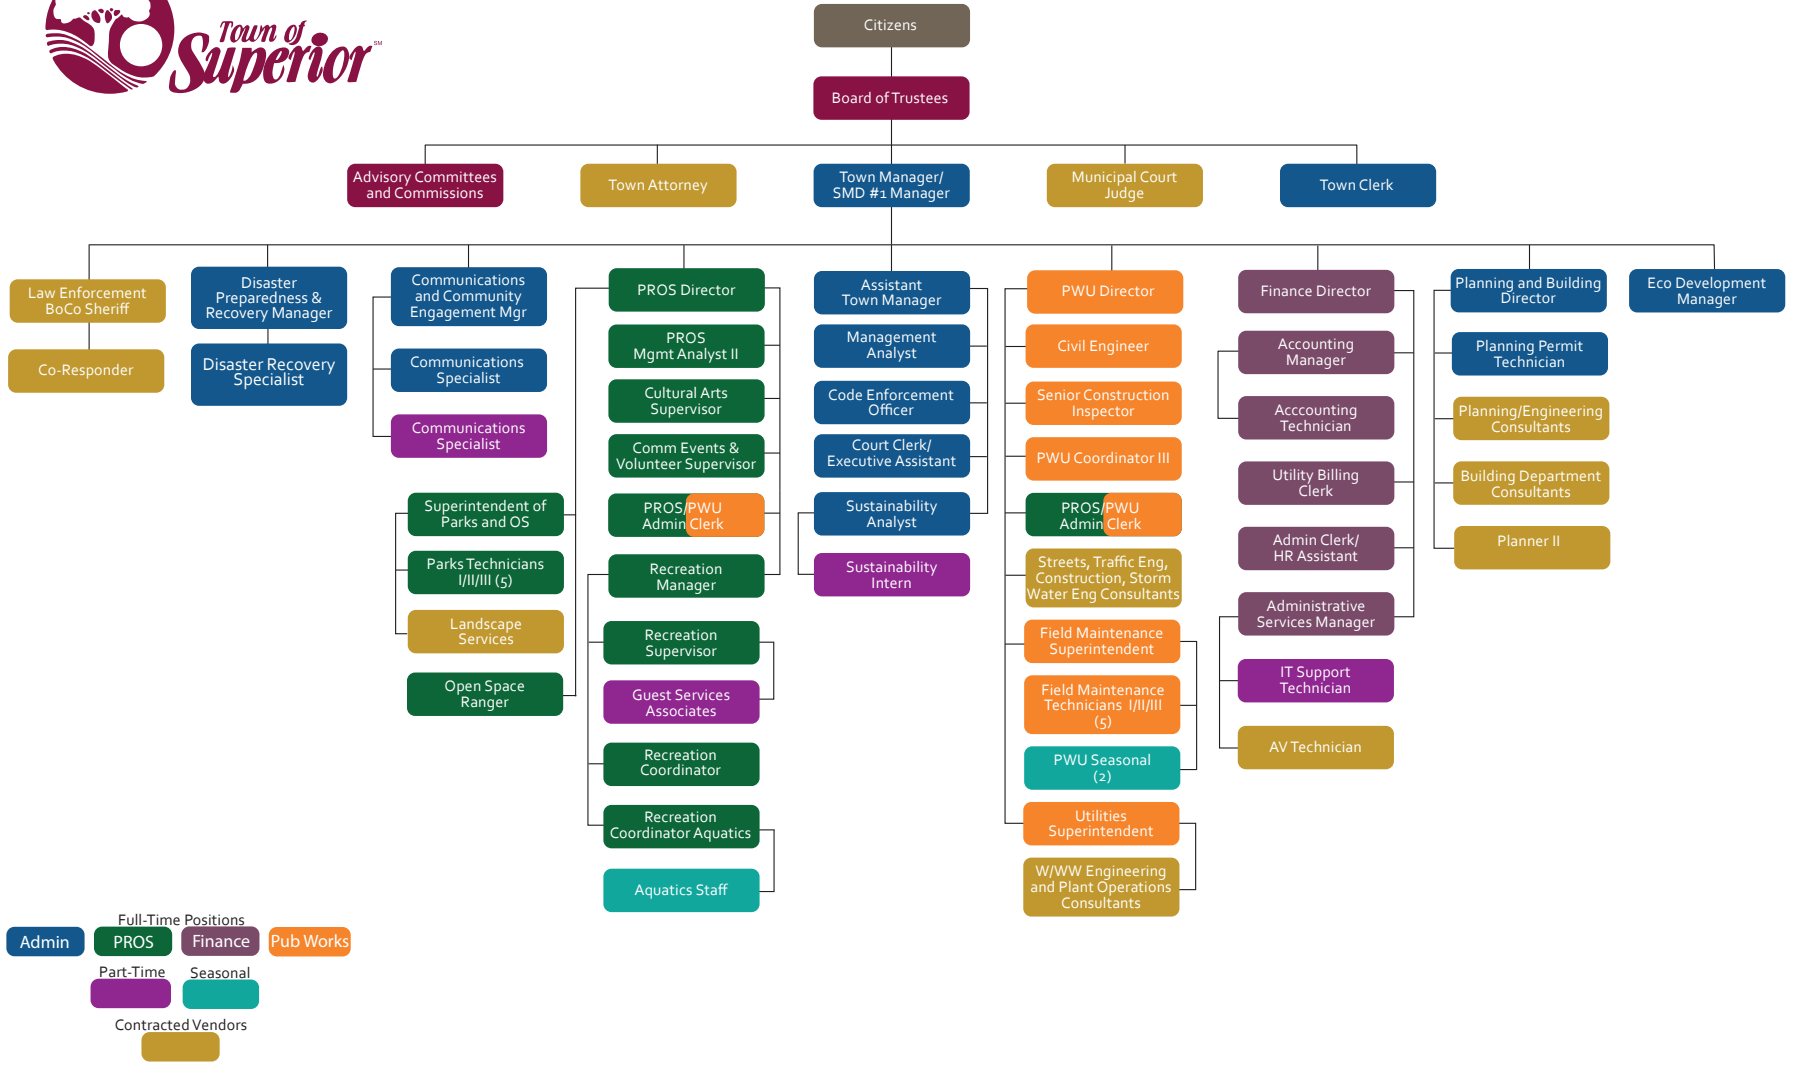 Town of
Superior
SM
Citizens
Board of Trustees
Advisory Committees
and Commissions
Town Attorney
Town Manager/
SMD #1 Manager
Municipal Court
Judge
Town Clerk
Law Enforcement
BoCo Sheriff
Co-Responder
Disaster
Preparedness &
Recovery Manager
Disaster Recovery
Specialist
Communications
and Community
Engagement Mgr
Communications
Specialist
Communications
Specialist
PROS Director
PROS
Mgmt Analyst II
Cultural Arts
Supervisor
Comm Events &
Volunteer Supervisor
PROS/PWU
Admin Clerk
Recreation
Manager
Superintendent of
Parks and OS
Parks Technicians
I/II/III (5)
Landscape
Services
Open Space
Ranger
Recreation
Supervisor
Guest Services
Associates
Recreation
Coordinator
Recreation
Coordinator Aquatics
Aquatics Staff
Assistant
Town Manager
Management
Analyst
Code Enforcement
Officer
Court Clerk/
Executive Assistant
Sustainability
Analyst
Sustainability
Intern
PWU Director
Civil Engineer
Senior Construction
Inspector
PWU Coordinator III
PROS/PWU
Admin Clerk
Streets, Traffic Eng,
Construction, Storm
Water Eng Consultants
Field Maintenance
Superintendent
Field Maintenance
Technicians I/II/III
(5)
PWU Seasonal
(2)
Utilities
Superintendent
W/WW Engineering
and Plant Operations
Consultants
Finance Director
Accounting
Manager
Acccounting
Technician
Utility Billing
Clerk
Admin Clerk/
HR Assistant
Administrative
Services Manager
IT Support
Technician
AV Technician
Planning and Building
Director
Planning Permit
Technician
Planning/Engineering
Consultants
Building Department
Consultants
Planner II
Eco Development
Manager
Full-Time Positions
Admin
PROS
Finance
Pub Works
Part-Time
Seasonal
Contracted Vendors